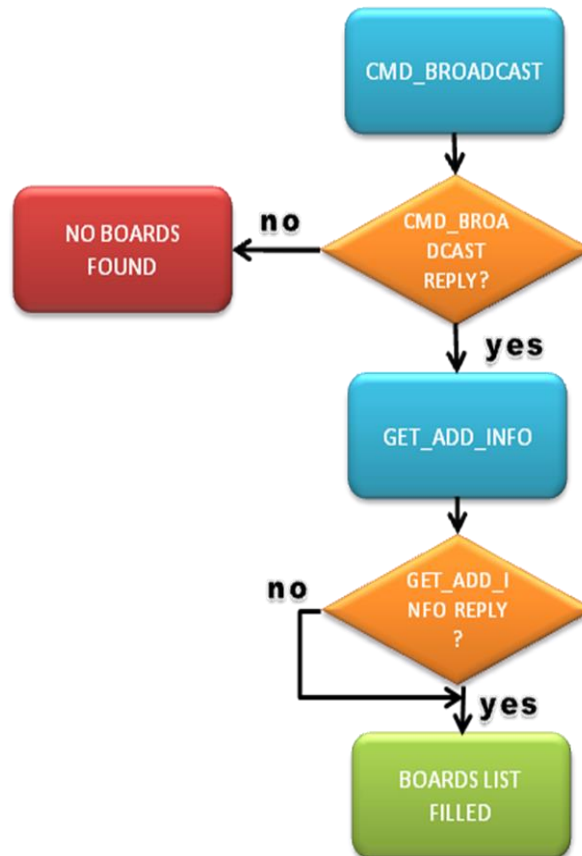 CMD_BROADCAST
CMD_BROA
DCAST
REPLY?
no
NO BOARDS
FOUND
yes
GET_ADD_INFO
GET_ADD_I
NFO REPLY
?
no
yes
BOARDS LIST
FILLED